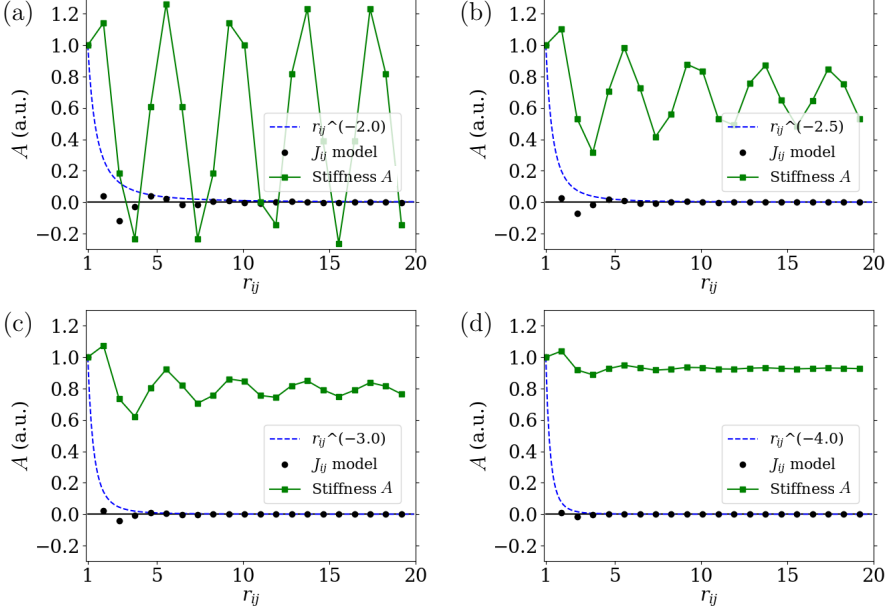 (a)
1.2
1.0
0.8
0.6
0.4
0.2
0.0
−0.2
A (a.u.)
r_ij^(−2.0)
J_ij model
Stiffness A
1 5 10 15 20
r_ij
(b)
1.2
1.0
0.8
0.6
0.4
0.2
0.0
−0.2
A (a.u.)
r_ij^(−2.5)
J_ij model
Stiffness A
1 5 10 15 20
r_ij
(c)
1.2
1.0
0.8
0.6
0.4
0.2
0.0
−0.2
A (a.u.)
r_ij^(−3.0)
J_ij model
Stiffness A
1 5 10 15 20
r_ij
(d)
1.2
1.0
0.8
0.6
0.4
0.2
0.0
−0.2
A (a.u.)
r_ij^(−4.0)
J_ij model
Stiffness A
1 5 10 15 20
r_ij